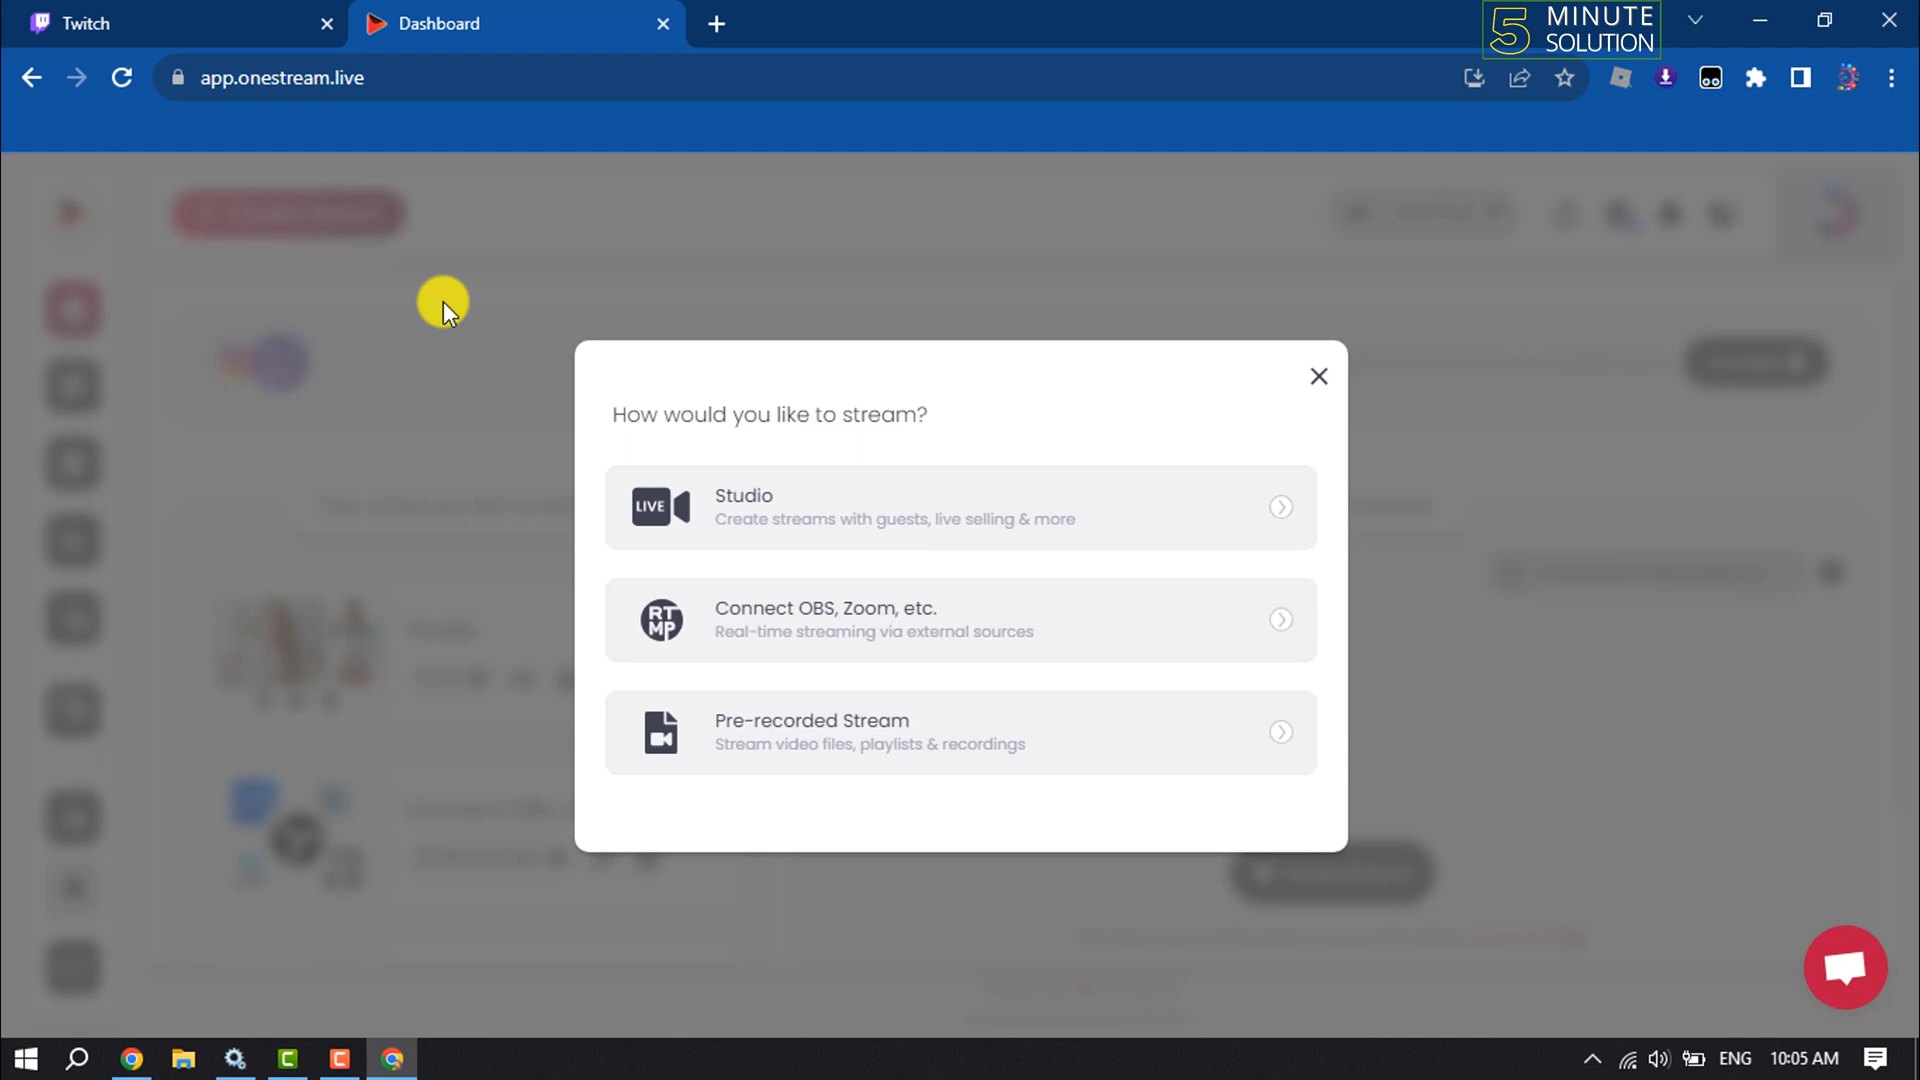 Twitch
Dashboard
5 MINUTE
SOLUTION
app.onestream.live
How would you like to stream?
LIVE
Studio
Create streams with guests, live selling & more
RT
MP
Connect OBS, Zoom, etc.
Real-time streaming via external sources
Pre-recorded Stream
Stream video files, playlists & recordings
ENG
10:05 AM